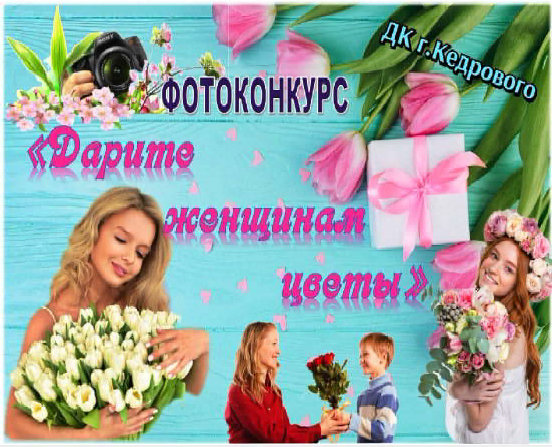 ДК г.Кедрового
ФОТОКОНКУРС
«Дарите
женщинам
цветы»